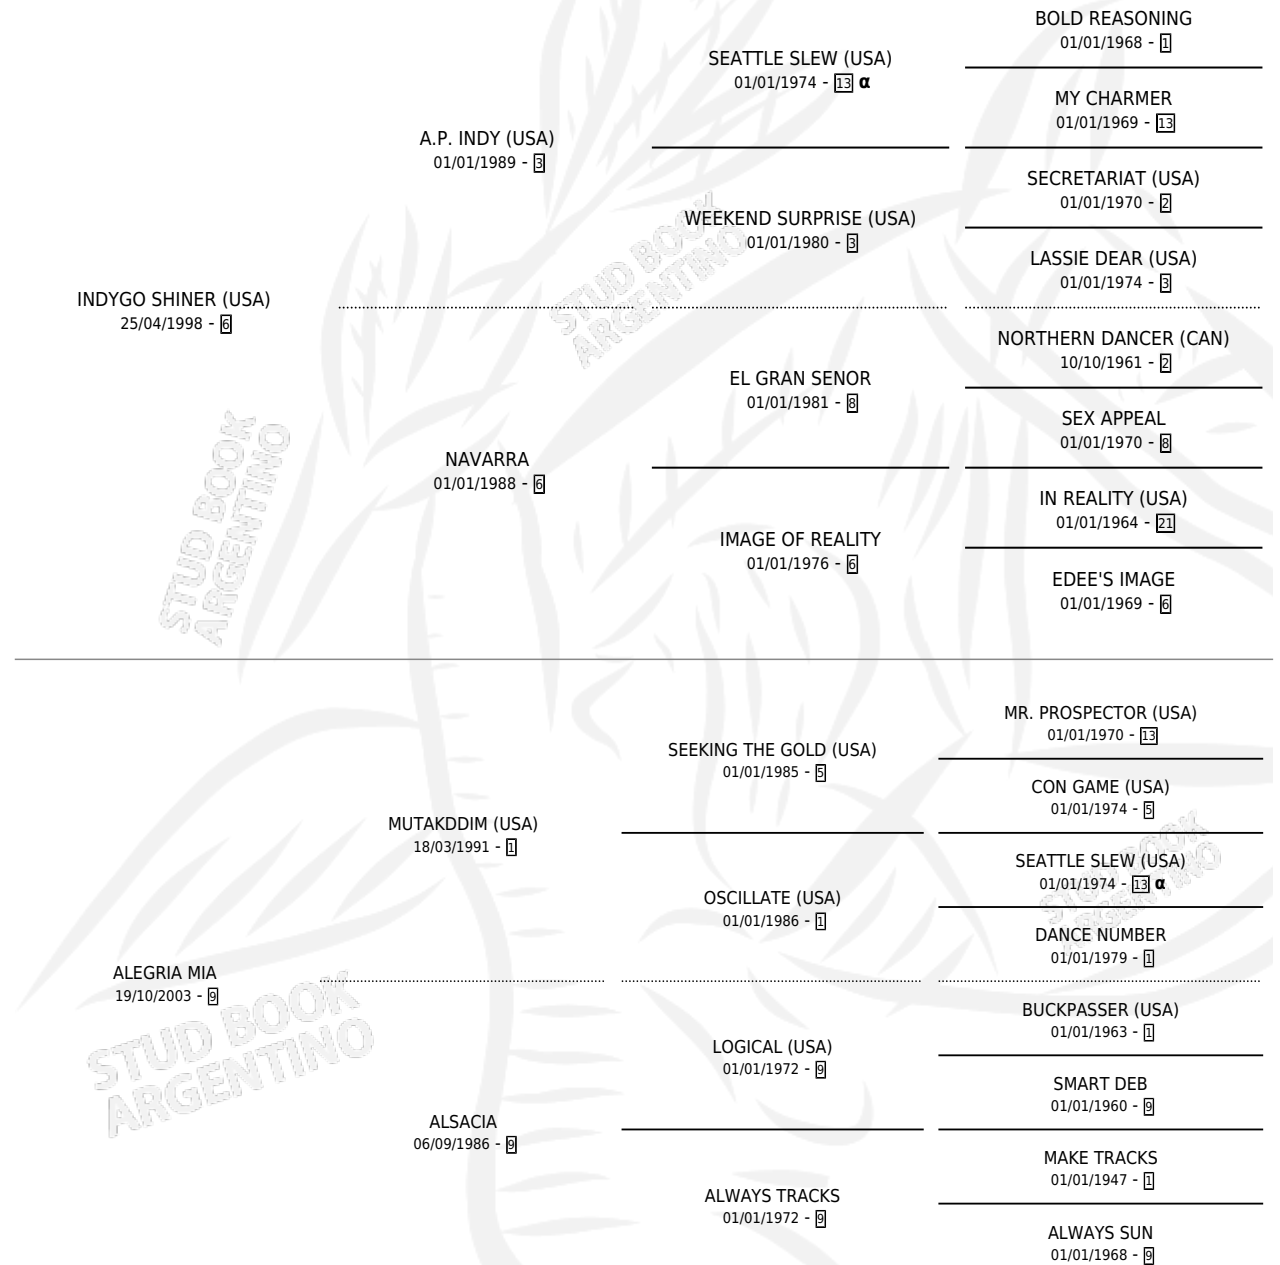 BOLD REASONING
01/01/1968 - 1
SEATTLE SLEW (USA)
01/01/1974 - 13 α
MY CHARMER
01/01/1969 - 13
A.P. INDY (USA)
01/01/1989 - 3
SECRETARIAT (USA)
01/01/1970 - 2
WEEKEND SURPRISE (USA)
01/01/1980 - 3
LASSIE DEAR (USA)
01/01/1974 - 3
INDYGO SHINER (USA)
25/04/1998 - 6
NORTHERN DANCER (CAN)
10/10/1961 - 2
EL GRAN SENOR
01/01/1981 - 8
SEX APPEAL
01/01/1970 - 8
NAVARRA
01/01/1988 - 6
IN REALITY (USA)
01/01/1964 - 21
IMAGE OF REALITY
01/01/1976 - 6
EDEE'S IMAGE
01/01/1969 - 6
MR. PROSPECTOR (USA)
01/01/1970 - 13
SEEKING THE GOLD (USA)
01/01/1985 - 5
CON GAME (USA)
01/01/1974 - 5
MUTAKDDIM (USA)
18/03/1991 - 1
SEATTLE SLEW (USA)
01/01/1974 - 13 α
OSCILLATE (USA)
01/01/1986 - 1
DANCE NUMBER
01/01/1979 - 1
ALEGRIA MIA
19/10/2003 - 9
BUCKPASSER (USA)
01/01/1963 - 1
LOGICAL (USA)
01/01/1972 - 9
SMART DEB
01/01/1960 - 9
ALSACIA
06/09/1986 - 9
MAKE TRACKS
01/01/1947 - 1
ALWAYS TRACKS
01/01/1972 - 9
ALWAYS SUN
01/01/1968 - 9
STUD BOOK
ARGENTINO
STUD BOOK
ARGENTINO
STUD BOOK
ARGENTINO
STUD BOOK
ARGENTINO